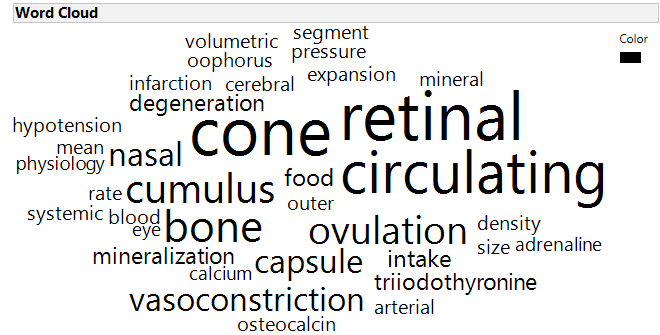 Word Cloud
Color
segment
volumetric
pressure
oophorus
expansion
mineral
infarction
cerebral
degeneration
retinal
cone
hypotension
mean
nasal
physiology
circulating
food
cumulus
rate
outer
systemic
blood
bone
eye
ovulation
density
size
adrenaline
mineralization
capsule
intake
calcium
triiodothyronine
vasoconstriction
arterial
osteocalcin